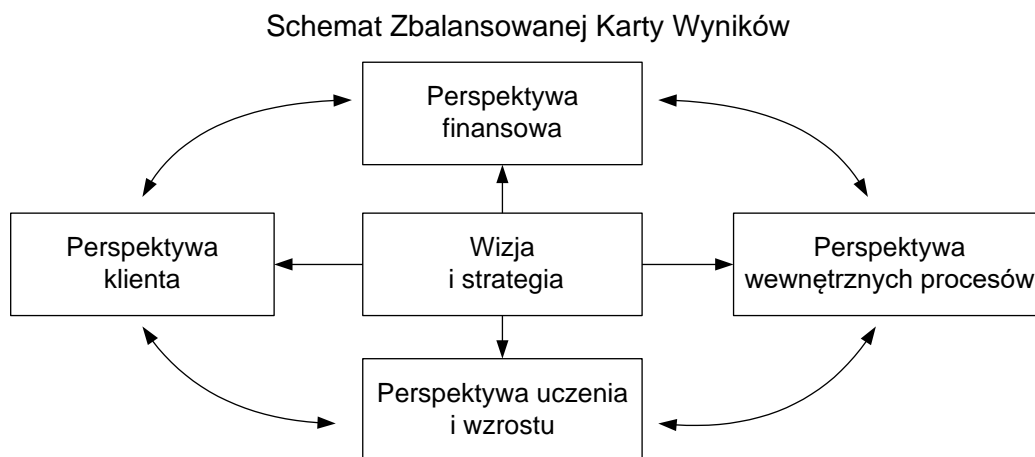 Schemat Zbalansowanej Karty Wyników
Perspektywa
finansowa
Perspektywa
klienta
Wizja
i strategia
Perspektywa
wewnętrznych procesów
Perspektywa uczenia
i wzrostu